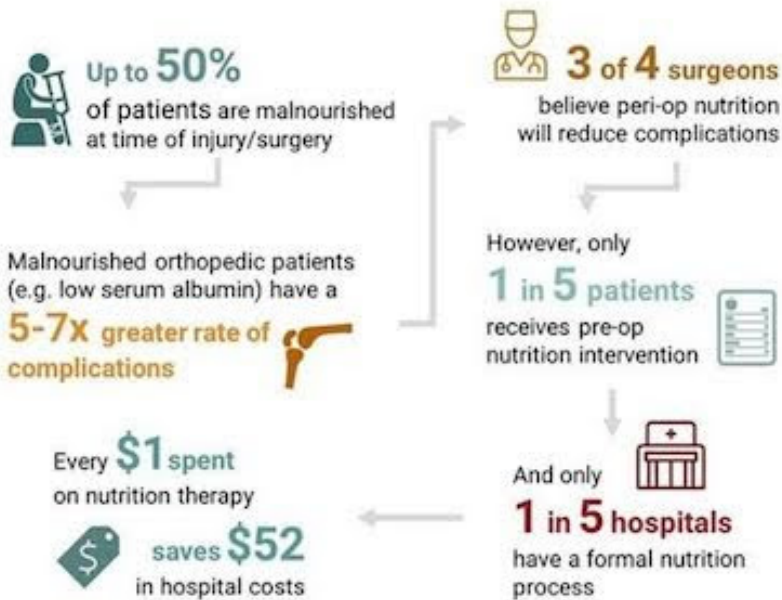 Up to 50%
of patients are malnourished
at time of injury/surgery
Malnourished orthopedic patients
(e.g. low serum albumin) have a
5-7x greater rate of
complications
3 of 4 surgeons
believe peri-op nutrition
will reduce complications
However, only
1 in 5 patients
receives pre-op
nutrition intervention
And only
1 in 5 hospitals
have a formal nutrition
process
Every $1 spent
on nutrition therapy
$
saves $52
in hospital costs